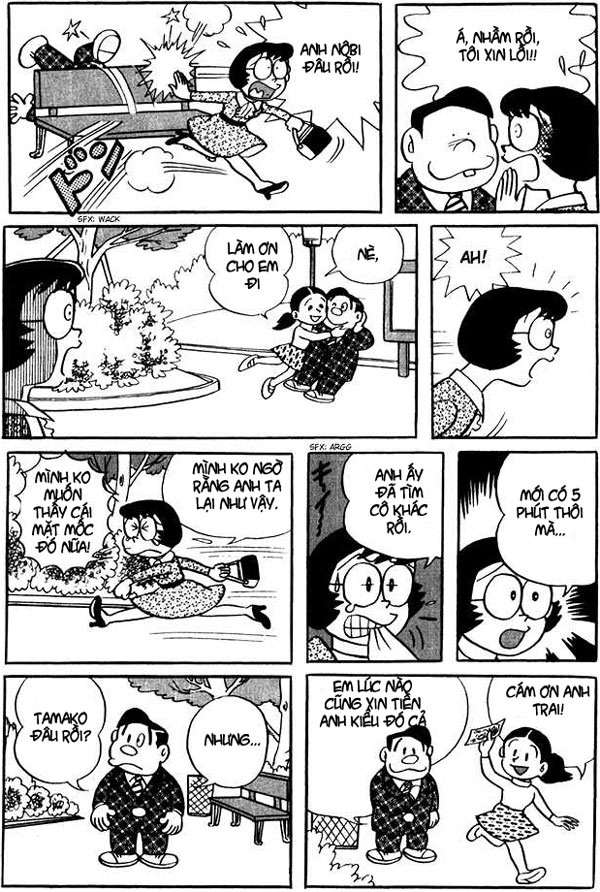 Á, NHẦM RỒI,
TÔI XIN LỖI!!
ANH NÔBI
ĐÂU RỒI!
SFX: WACK
AH!
NÈ,
LÀM ƠN
CHO EM
ĐI
MỚI CÓ 5
PHÚT THÔI
MÀ...
SFX: ARGG
ANH ẤY
ĐÃ TÌM
CÔ KHÁC
RỒI.
MÌNH KO NGỜ
RẰNG ANH TA
LẠI NHƯ VẬY.
MÌNH KO
MUỐN
THẤY CÁI
MẶT MỐC
ĐÓ NỮA!
CÁM ƠN ANH
TRAI!
EM LÚC NÀO
CŨNG XIN TIỀN
ANH KIỂU ĐÓ CẢ
NHƯNG...
TAMAKO
ĐÂU RỒI?